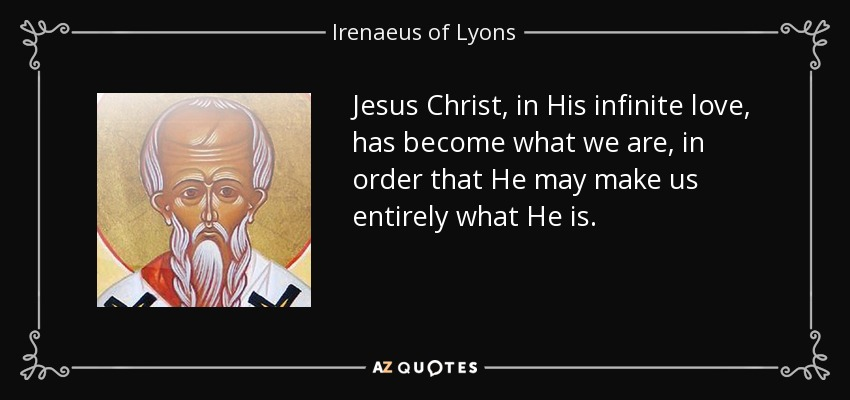 Irenaeus of Lyons
Jesus Christ, in His infinite love,
has become what we are, in
order that He may make us
entirely what He is.
AZ QUOTES